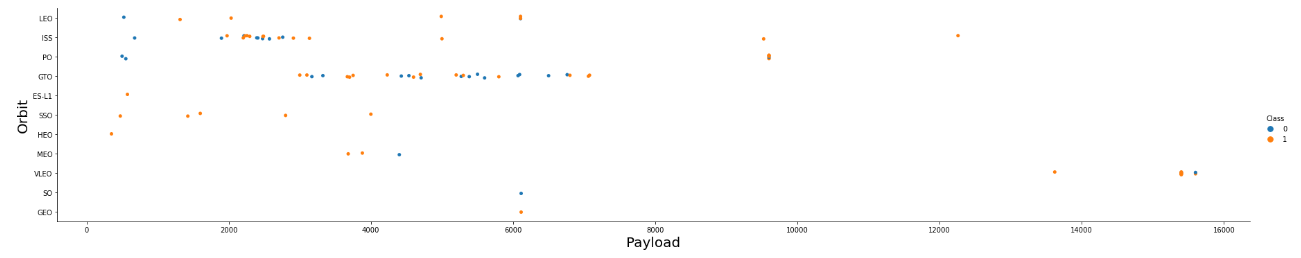 LEO
ISS
PO
GTO
ES-L1
SSO
HEO
MEO
VLEO
SO
GEO
Orbit
0 2000 4000 6000 8000 10000 12000 14000 16000
Payload
Class
0
1